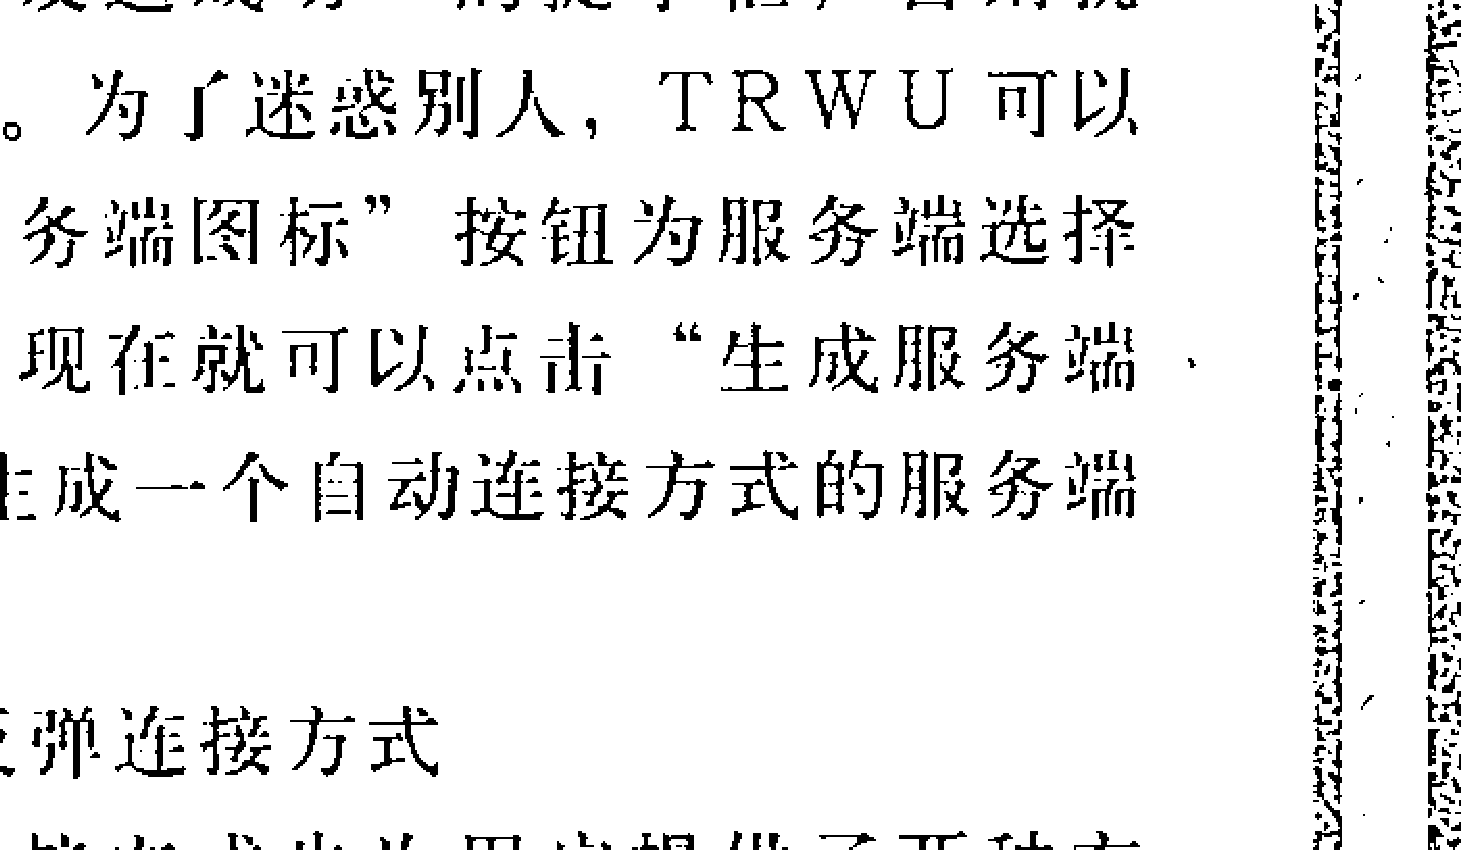 。为了迷惑别人，TRWU可以
务端图标”按钮为服务端选择
现在就可以点击“生成服务端
生成一个自动连接方式的服务端
反弹连接方式